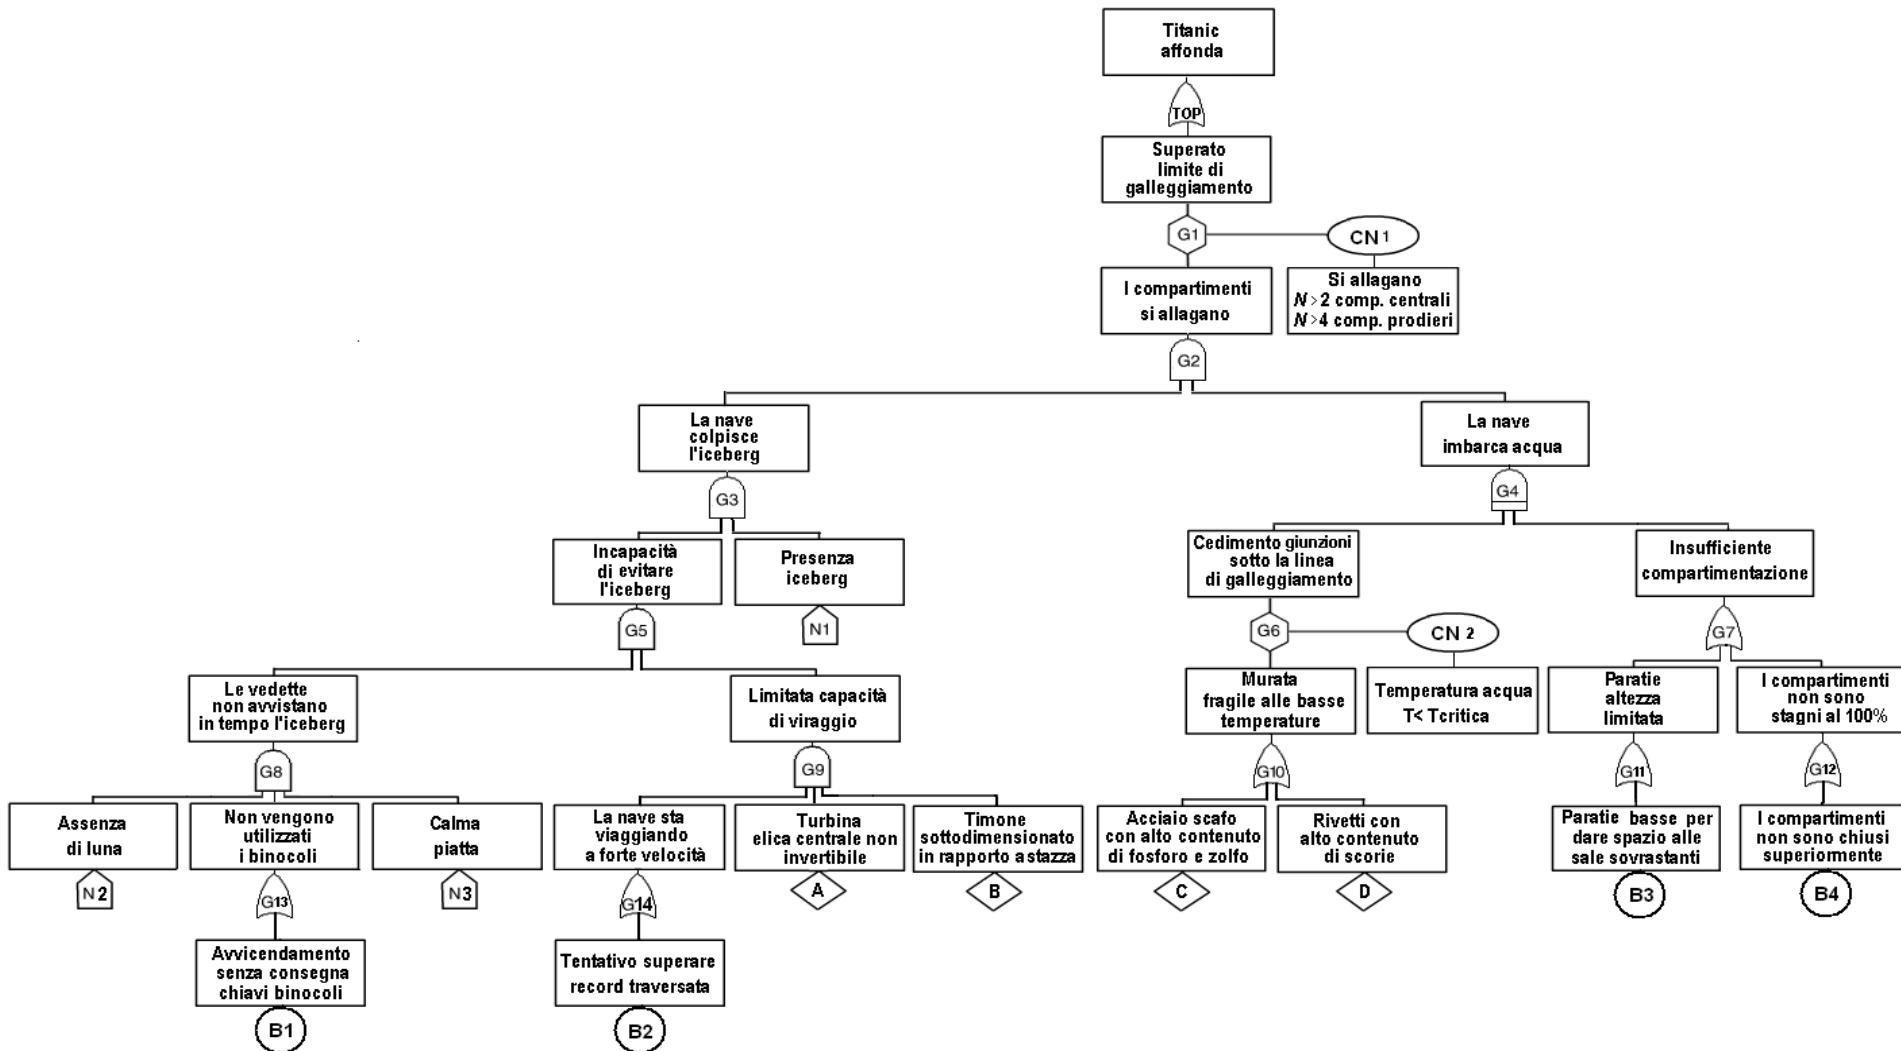 Titanic
affonda
TOP
Superato
limite di
galleggiamento
G1
CN 1
I compartimenti
si allagano
Si allagano
N>2 comp. centrali
N>4 comp. prodieri
G2
La nave
colpisce
l'iceberg
La nave
imbarca acqua
G3
G4
Incapacità
di evitare
l'iceberg
Presenza
iceberg
Cedimento giunzioni
sotto la linea
di galleggiamento
Insufficiente
compartimentazione
G5
N1
G6
CN 2
G7
Le vedette
non avvistano
in tempo l'iceberg
Limitata capacità
di viraggio
Murata
fragile alle basse
temperature
Temperatura acqua
T< Tcritica
Paratie
altezza
limitata
I compartimenti
non sono
stagni al 100%
G8
G9
G10
G11
G12
Assenza
di luna
Non vengono
utilizzati
i binocoli
Calma
piatta
La nave sta
viaggiando
a forte velocità
Turbina
elica centrale non
invertibile
Timone
sottodimensionato
in rapporto a stazza
Acciaio scafo
con alto contenuto
di fosforo e zolfo
Rivetti con
alto contenuto
di scorie
Paratie basse per
dare spazio alle
sale sovrastanti
I compartimenti
non sono chiusi
superiormente
N2
G13
N3
G14
A
B
C
D
B3
B4
Avvicendamento
senza consegna
chiavi binocoli
Tentativo superare
record traversata
B1
B2